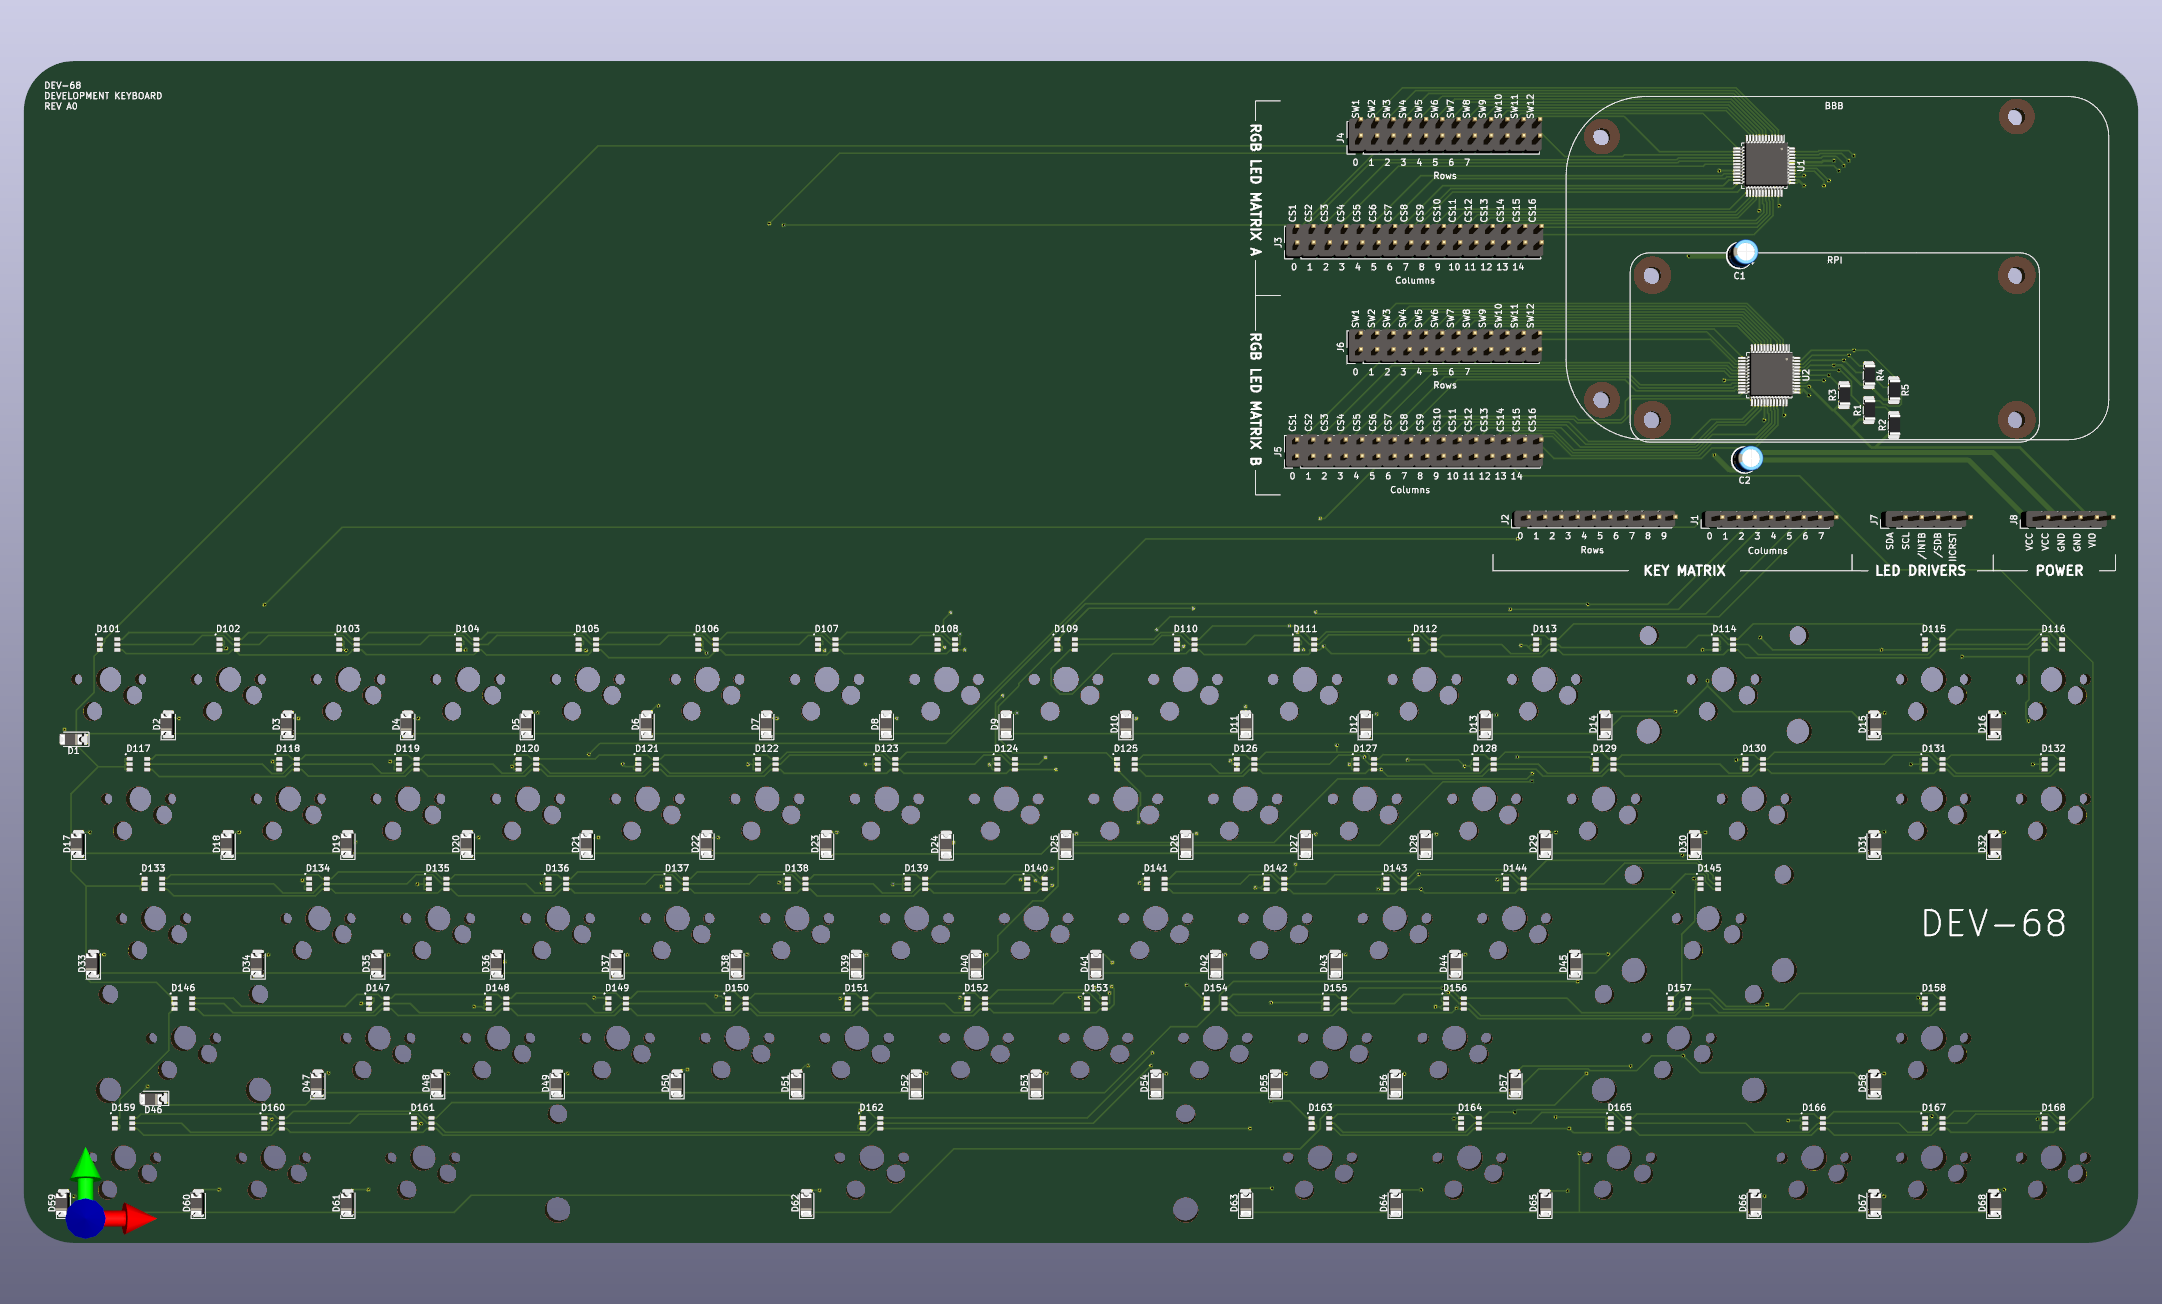 DEV-68
DEVELOPMENT KEYBOARD
REV A0
BBB
RPI
RGB LED MATRIX A
J4
SW1 SW2 SW3 SW4 SW5 SW6 SW7 SW8 SW9 SW10 SW11 SW12
0 1 2 3 4 5 6 7
Rows
U1
J3
CS1 CS2 CS3 CS4 CS5 CS6 CS7 CS8 CS9 CS10 CS11 CS12 CS13 CS14 CS15 CS16
0 1 2 3 4 5 6 7 8 9 10 11 12 13 14
Columns
C1
RGB LED MATRIX B
J6
SW1 SW2 SW3 SW4 SW5 SW6 SW7 SW8 SW9 SW10 SW11 SW12
0 1 2 3 4 5 6 7
Rows
U2
R3 R4 R1 R5 R2
J5
CS1 CS2 CS3 CS4 CS5 CS6 CS7 CS8 CS9 CS10 CS11 CS12 CS13 CS14 CS15 CS16
0 1 2 3 4 5 6 7 8 9 10 11 12 13 14
Columns
C2
J2
0 1 2 3 4 5 6 7 8 9
Rows
J1
0 1 2 3 4 5 6 7
Columns
KEY MATRIX
J7
SDA SCL /INTB /SDB IICRST
LED DRIVERS
J8
VCC VCC GND GND VIO
POWER
D101 D102 D103 D104 D105 D106 D107 D108 D109 D110 D111 D112 D113 D114 D115 D116
D1 D2 D3 D4 D5 D6 D7 D8 D9 D10 D11 D12 D13 D14 D15 D16
D117 D118 D119 D120 D121 D122 D123 D124 D125 D126 D127 D128 D129 D130 D131 D132
D17 D18 D19 D20 D21 D22 D23 D24 D25 D26 D27 D28 D29 D30 D31 D32
D133 D134 D135 D136 D137 D138 D139 D140 D141 D142 D143 D144 D145
DEV-68
D33 D34 D35 D36 D37 D38 D39 D40 D41 D42 D43 D44 D45
D146 D147 D148 D149 D150 D151 D152 D153 D154 D155 D156 D157 D158
D46 D47 D48 D49 D50 D51 D52 D53 D54 D55 D56 D57 D58
D159 D160 D161 D162 D163 D164 D165 D166 D167 D168
D59 D60 D61 D62 D63 D64 D65 D66 D67 D68